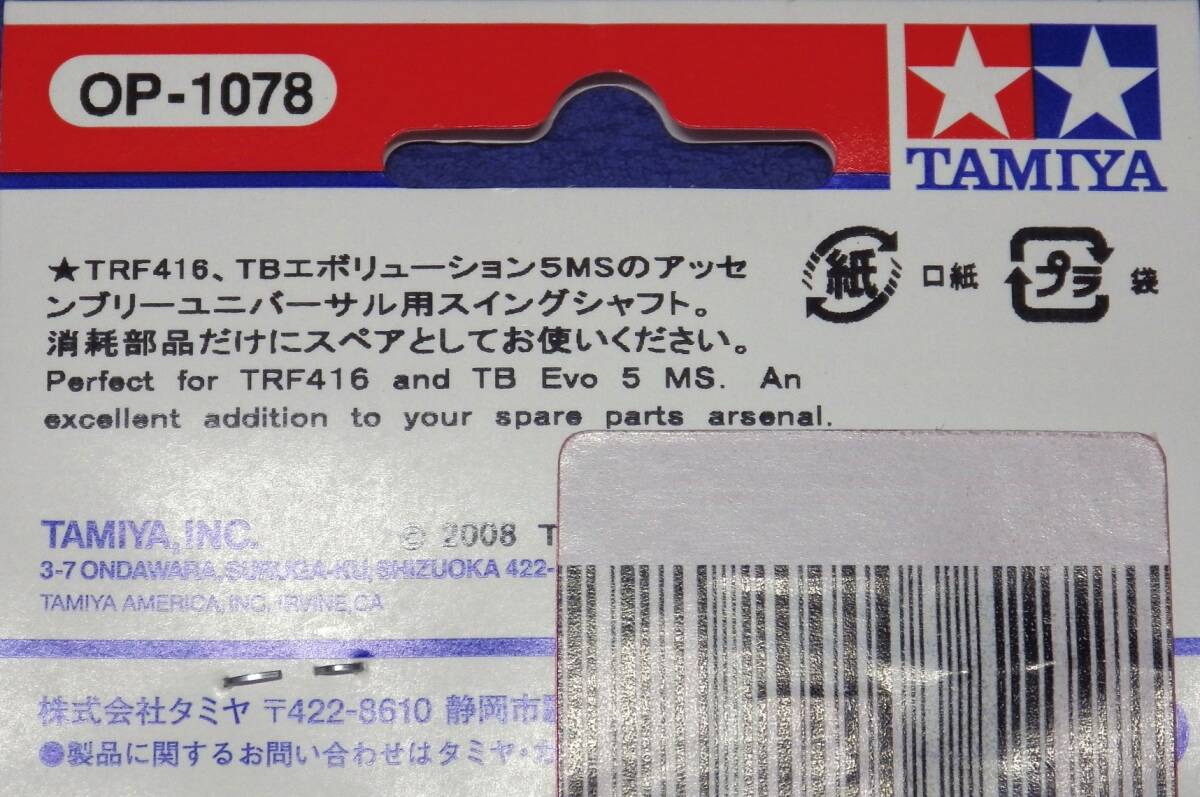 OP-1078
TAMIYA
★TRF416、TBエボリューション5MSのアッセ
ンブリーユニバーサル用スイングシャフト。
消耗部品だけにスペアとしてお使いください。
Perfect for TRF416 and TB Evo 5 MS. An
excellent addition to your spare parts arsenal.
紙 口紙
プラ 袋
TAMIYA, INC. © 2008 T
3-7 ONDAWARA, SURUGA-KU, SHIZUOKA 422-
TAMIYA AMERICA, INC. IRVINE, CA
株式会社タミヤ 〒422-8610 静岡市
●製品に関するお問い合わせはタミヤ・カ